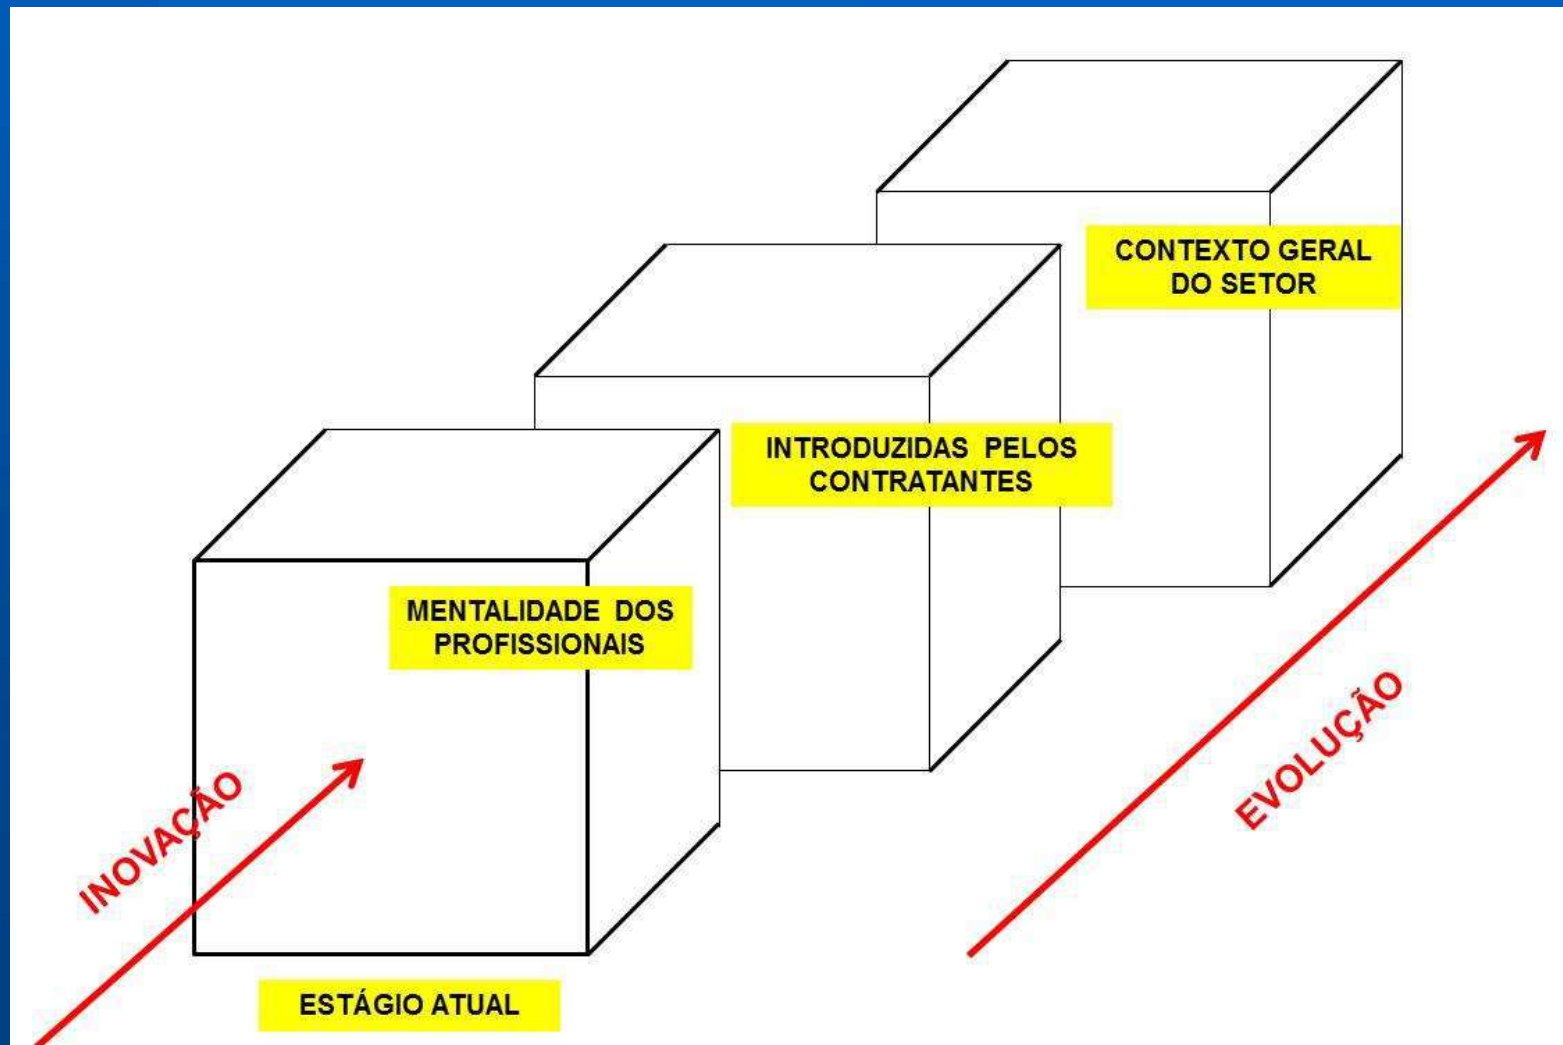 CONTEXTO GERAL
DO SETOR
INTRODUZIDAS PELOS
CONTRATANTES
MENTALIDADE DOS
PROFISSIONAIS
INOVAÇÃO
EVOLUÇÃO
ESTÁGIO ATUAL